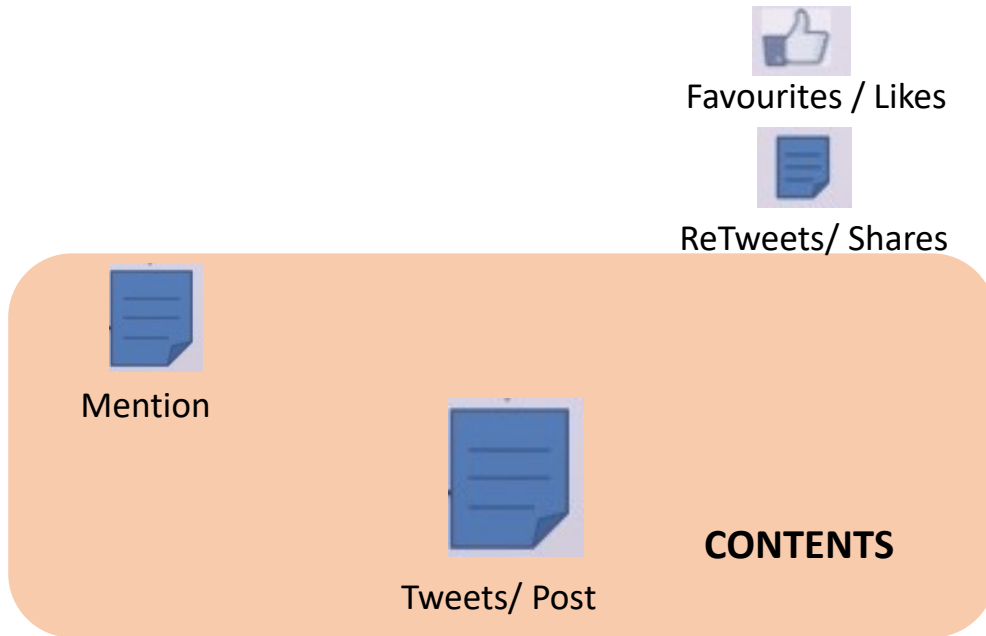 Favourites / Likes
ReTweets/ Shares
Mention
CONTENTS
Tweets/ Post